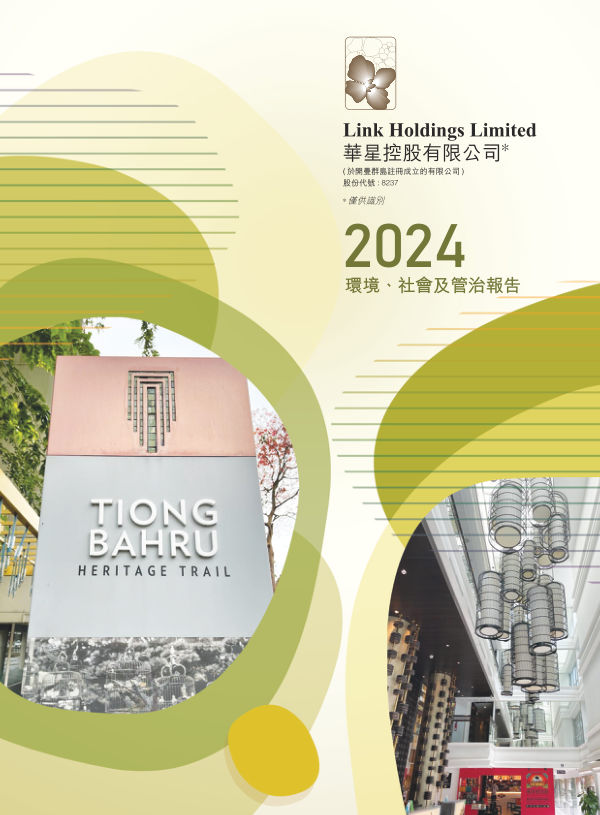 Link Holdings Limited
華星控股有限公司*
(於開曼群島註冊成立的有限公司)
股份代號 : 8237
* 僅供識別
2024
環境、社會及管治報告
TIONG
BAHRU
HERITAGE TRAIL